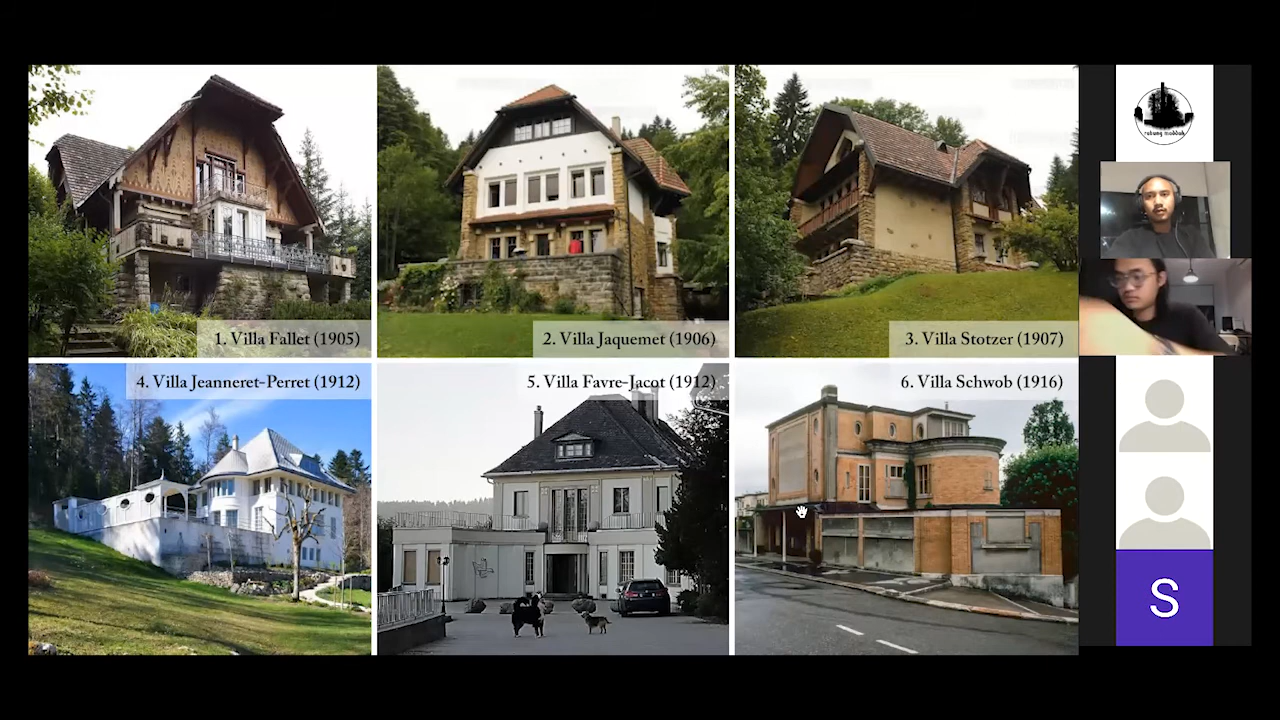 1. Villa Fallet (1905)
2. Villa Jaquemet (1906)
3. Villa Stotzer (1907)
4. Villa Jeanneret-Perret (1912)
5. Villa Favre-Jacot (1912)
6. Villa Schwob (1916)
S